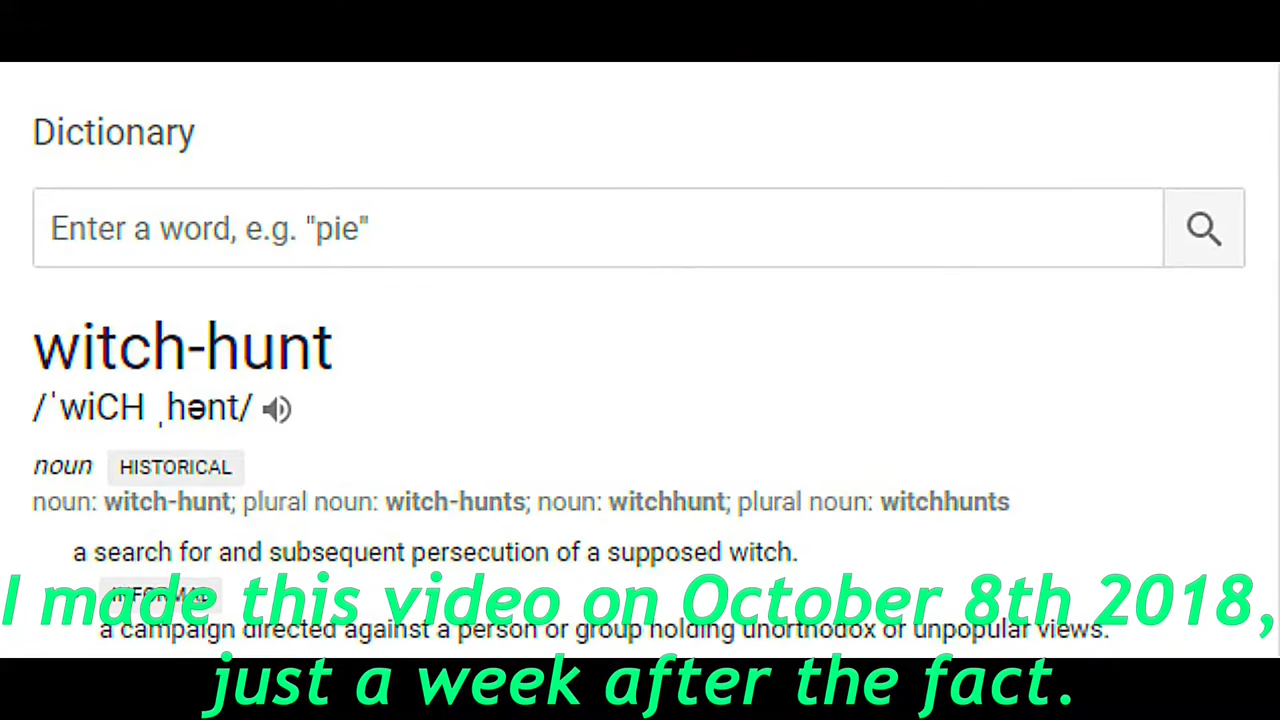 Dictionary
Enter a word, e.g. "pie"
witch-hunt
/ˈwiCH ˌhənt/
noun HISTORICAL
noun: witch-hunt; plural noun: witch-hunts; noun: witchhunt; plural noun: witchhunts
a search for and subsequent persecution of a supposed witch.
INFORMAL
I made this video on October 8th 2018,
a campaign directed against a person or group holding unorthodox or unpopular views.
just a week after the fact.